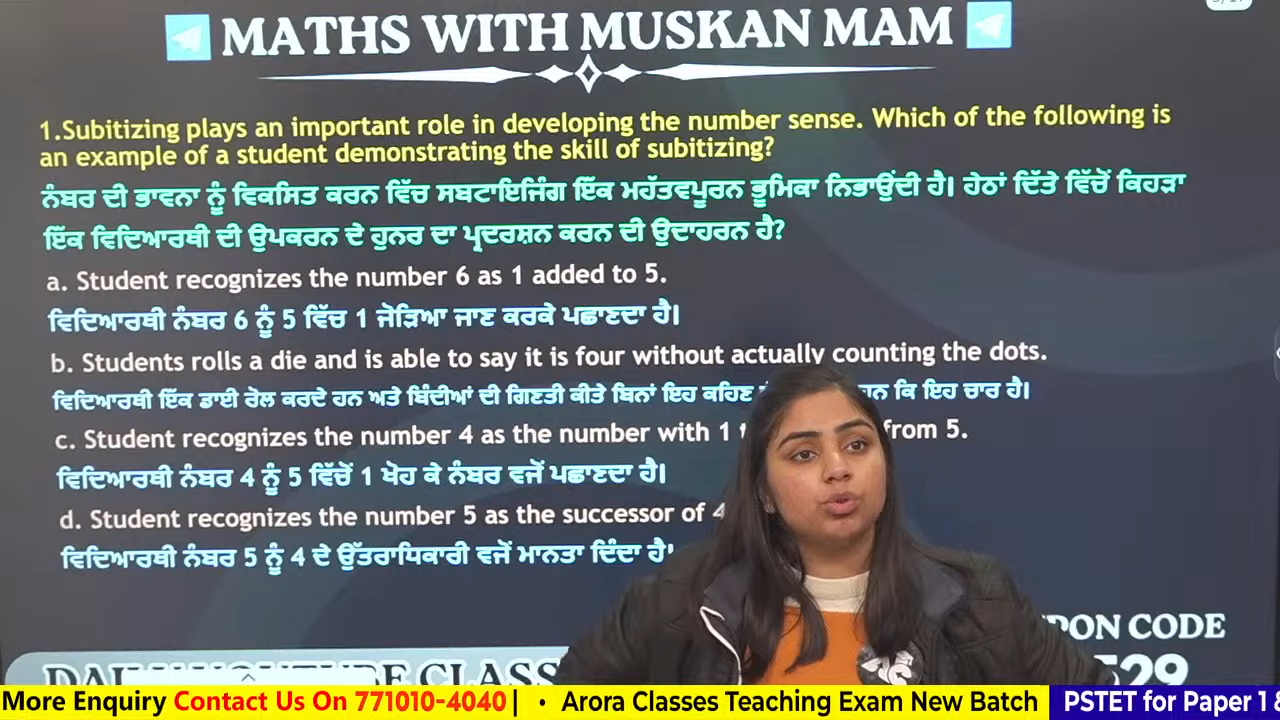 MATHS WITH MUSKAN MAM
1.Subitizing plays an important role in developing the number sense. Which of the following is
an example of a student demonstrating the skill of subitizing?
ਨੰਬਰ ਦੀ ਭਾਵਨਾ ਨੂੰ ਵਿਕਸਿਤ ਕਰਨ ਵਿੱਚ ਸਬਟਾਇਜਿੰਗ ਇੱਕ ਮਹੱਤਵਪੂਰਨ ਭੂਮਿਕਾ ਨਿਭਾਉਂਦੀ ਹੈ। ਹੇਠਾਂ ਦਿੱਤੇ ਵਿੱਚੋਂ ਕਿਹੜਾ
ਇੱਕ ਵਿਦਿਆਰਥੀ ਦੀ ਉਪਕਰਨ ਦੇ ਹੁਨਰ ਦਾ ਪ੍ਰਦਰਸ਼ਨ ਕਰਨ ਦੀ ਉਦਾਹਰਨ ਹੈ?
a. Student recognizes the number 6 as 1 added to 5.
ਵਿਦਿਆਰਥੀ ਨੰਬਰ 6 ਨੂੰ 5 ਵਿੱਚ 1 ਜੋੜਿਆ ਜਾਣ ਕਰਕੇ ਪਛਾਣਦਾ ਹੈ।
b. Students rolls a die and is able to say it is four without actually counting the dots.
ਵਿਦਿਆਰਥੀ ਇੱਕ ਡਾਈ ਰੋਲ ਕਰਦੇ ਹਨ ਅਤੇ ਬਿੰਦੀਆਂ ਦੀ ਗਿਣਤੀ ਕੀਤੇ ਬਿਨਾਂ ਇਹ ਕਹਿਣ ਕਿ ਇਹ ਚਾਰ ਹੈ।
c. Student recognizes the number 4 as the number with 1 from 5.
ਵਿਦਿਆਰਥੀ ਨੰਬਰ 4 ਨੂੰ 5 ਵਿੱਚੋਂ 1 ਖੋਹ ਕੇ ਨੰਬਰ ਵਜੋਂ ਪਛਾਣਦਾ ਹੈ।
d. Student recognizes the number 5 as the successor of 4
ਵਿਦਿਆਰਥੀ ਨੰਬਰ 5 ਨੂੰ 4 ਦੇ ਉੱਤਰਾਧਿਕਾਰੀ ਵਜੋਂ ਮਾਨਤਾ ਦਿੰਦਾ ਹੈ।
CODE
More Enquiry Contact Us On 771010-4040 | • Arora Classes Teaching Exam New Batch PSTET for Paper 1 &